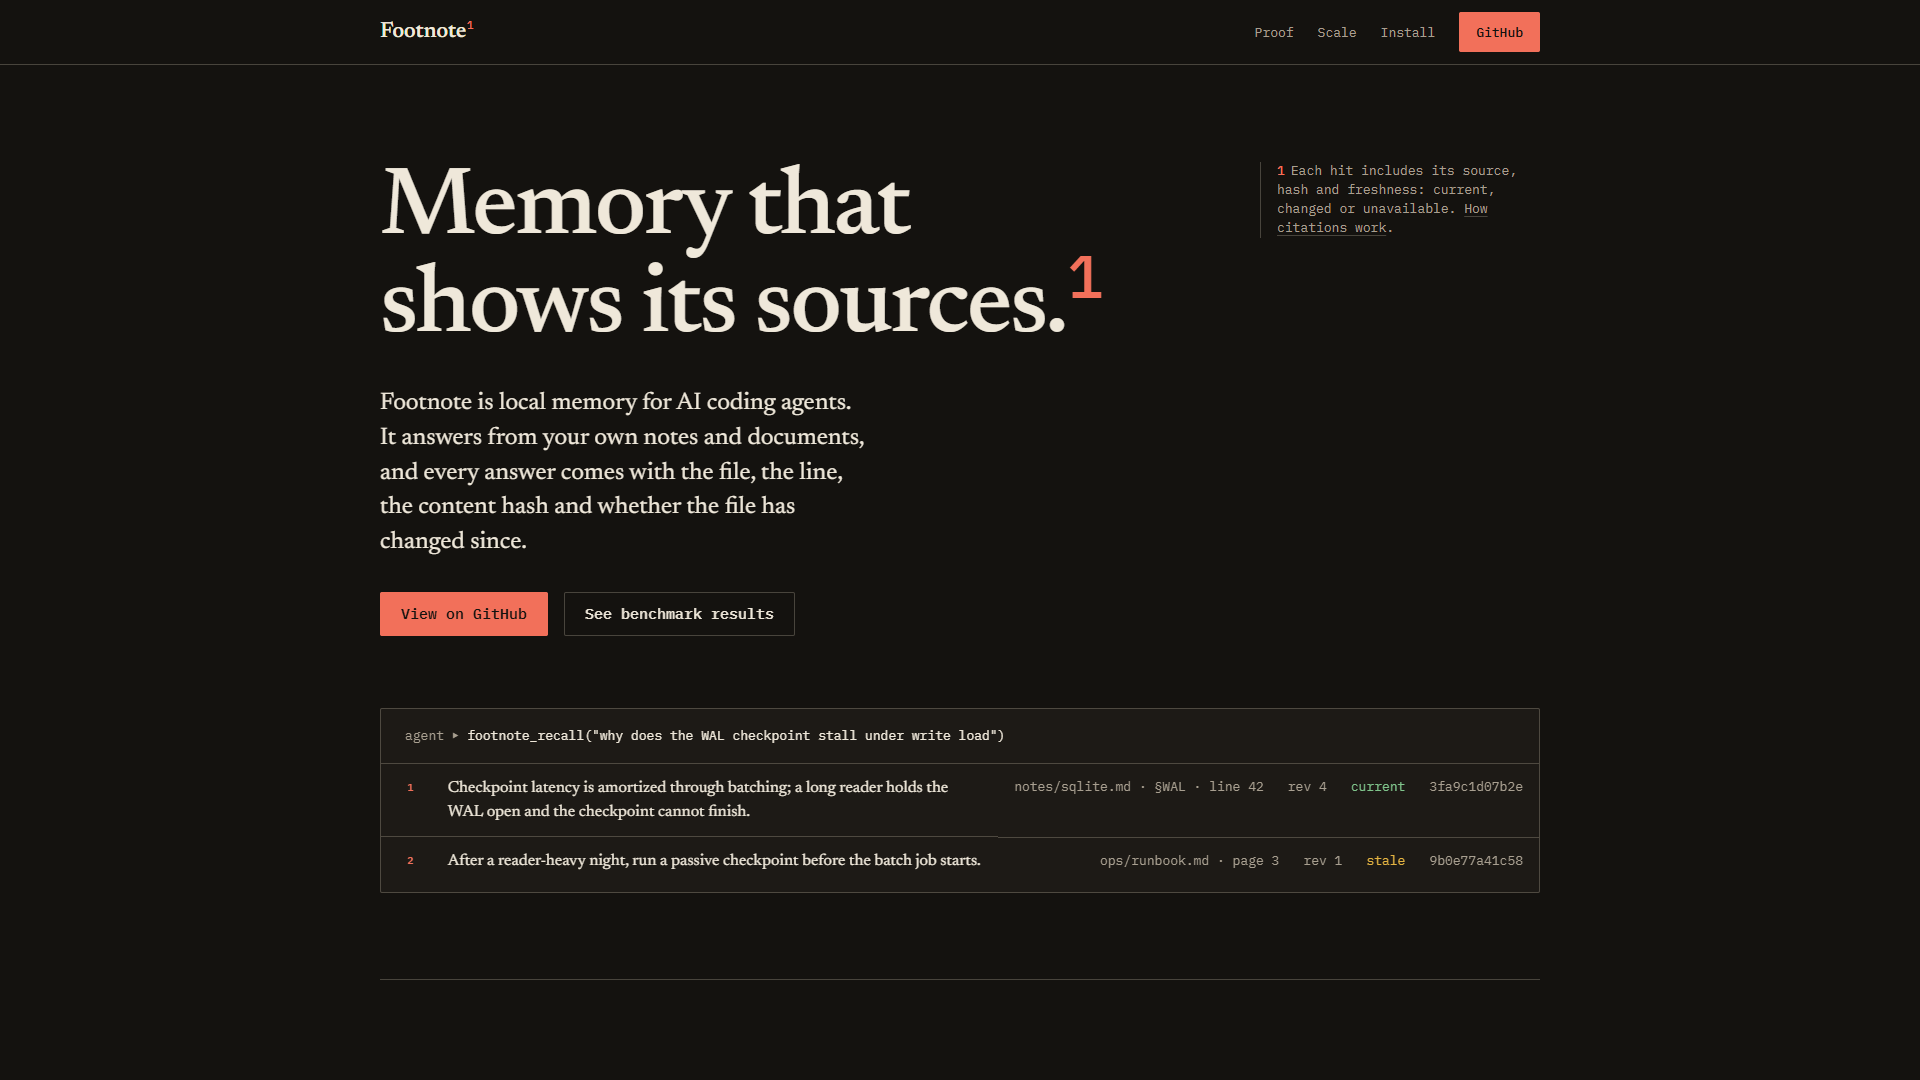 Footnote1
Proof Scale Install GitHub
Memory that
shows its sources.1
1 Each hit includes its source,
hash and freshness: current,
changed or unavailable. How
citations work.
Footnote is local memory for AI coding agents.
It answers from your own notes and documents,
and every answer comes with the file, the line,
the content hash and whether the file has
changed since.
View on GitHub See benchmark results
agent ▸ footnote_recall("why does the WAL checkpoint stall under write load")
1 Checkpoint latency is amortized through batching; a long reader holds the notes/sqlite.md · §WAL · line 42 rev 4 current 3fa9c1d07b2e
WAL open and the checkpoint cannot finish.
2 After a reader-heavy night, run a passive checkpoint before the batch job starts. ops/runbook.md · page 3 rev 1 stale 9b0e77a41c58